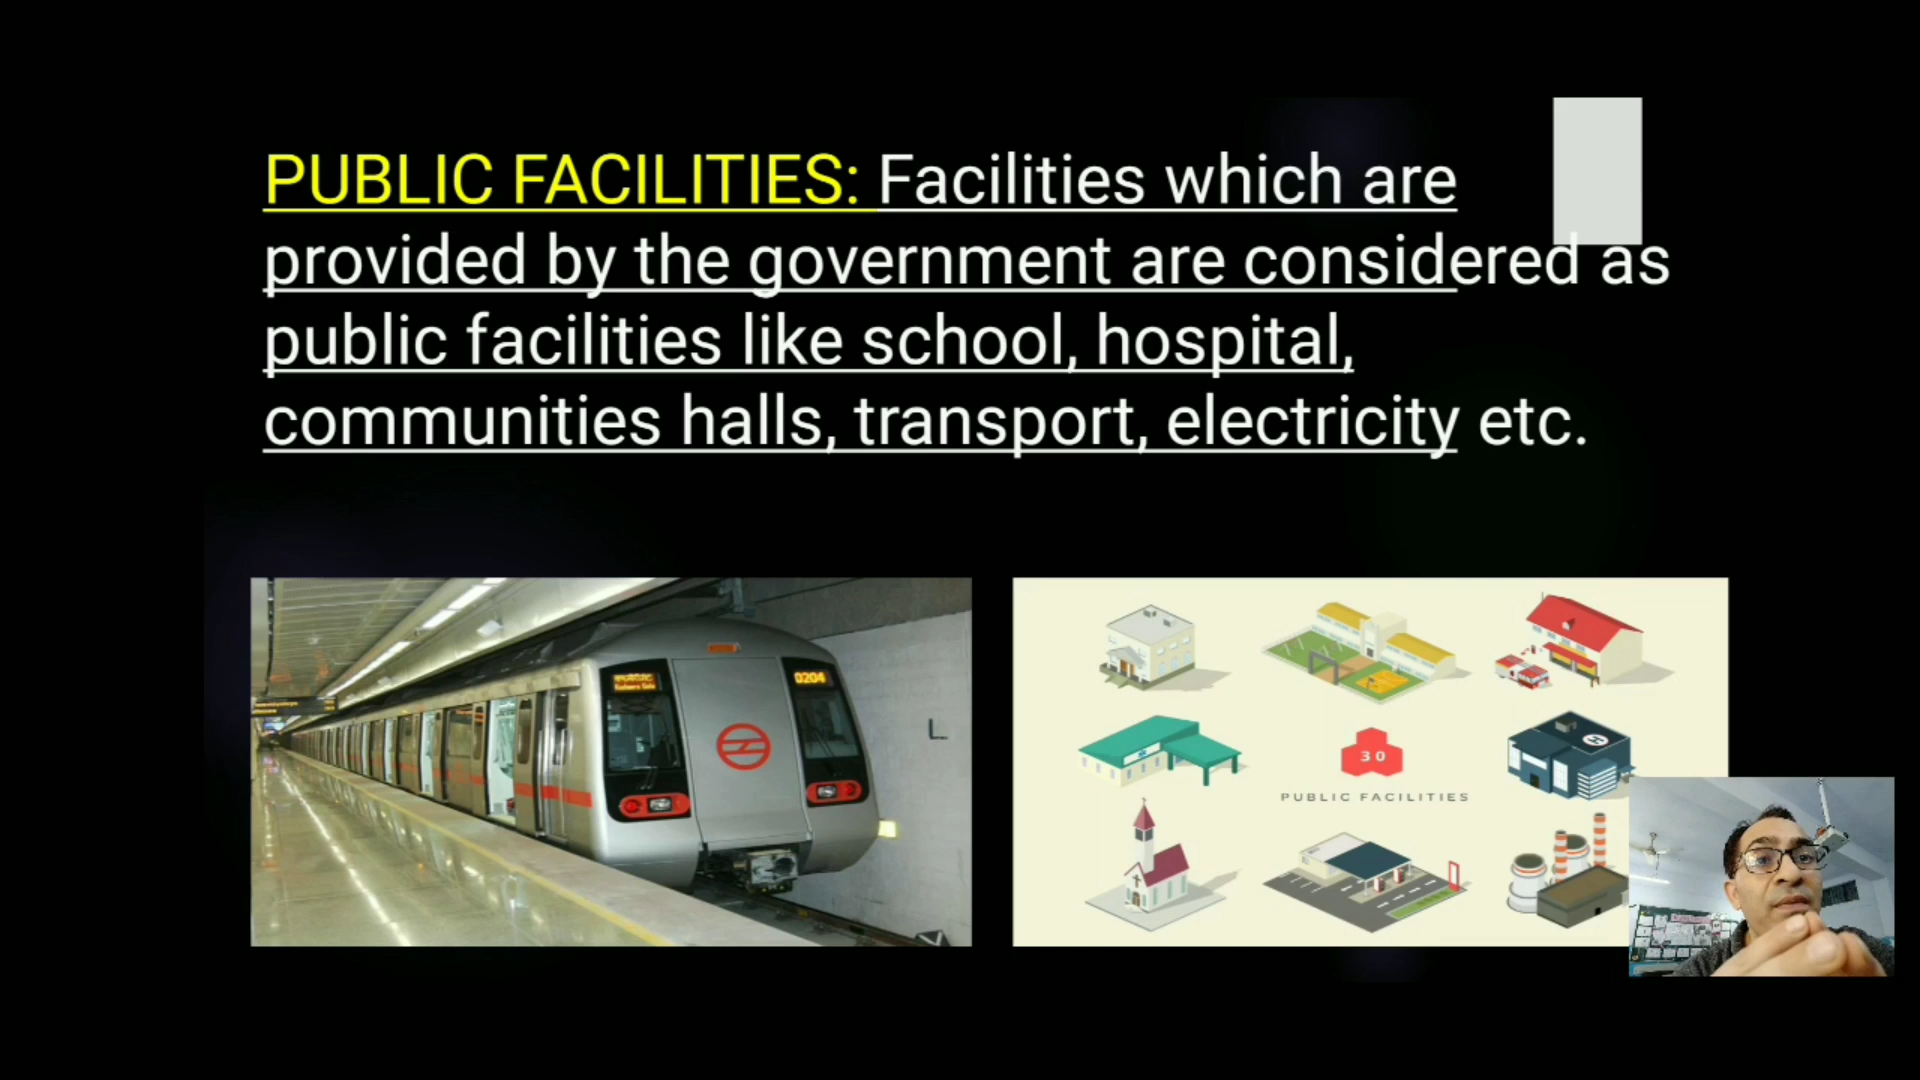 PUBLIC FACILITIES: Facilities which are
provided by the government are considered as
public facilities like school, hospital,
communities halls, transport, electricity etc.
0204
L
30
PUBLIC FACILITIES